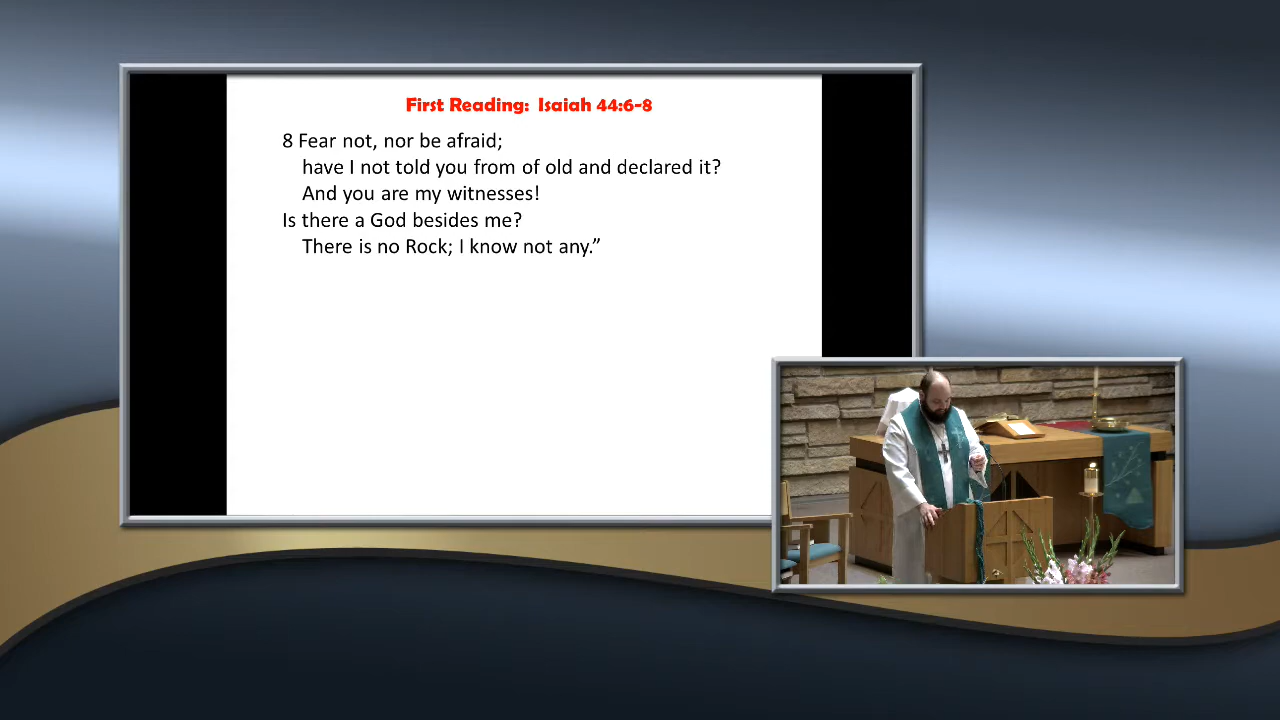 First Reading: Isaiah 44:6-8
8 Fear not, nor be afraid;
have I not told you from of old and declared it?
And you are my witnesses!
Is there a God besides me?
There is no Rock; I know not any.”